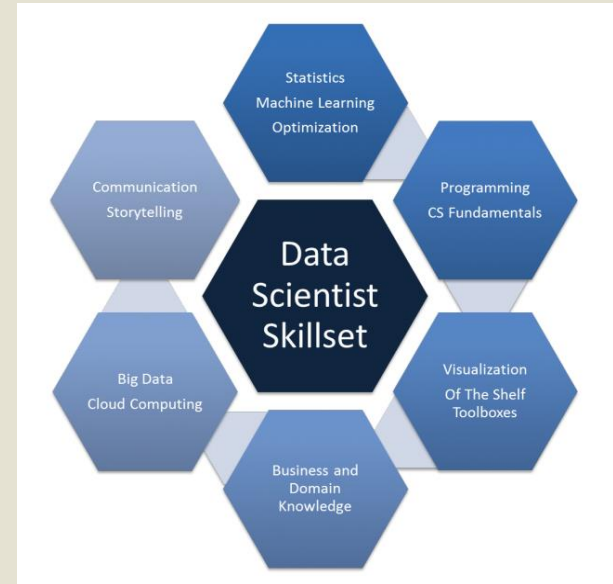 Statistics
Machine Learning
Optimization
Communication
Storytelling
Programming
CS Fundamentals
Data
Scientist
Skillset
Big Data
Cloud Computing
Visualization
Of The Shelf
Toolboxes
Business and
Domain
Knowledge